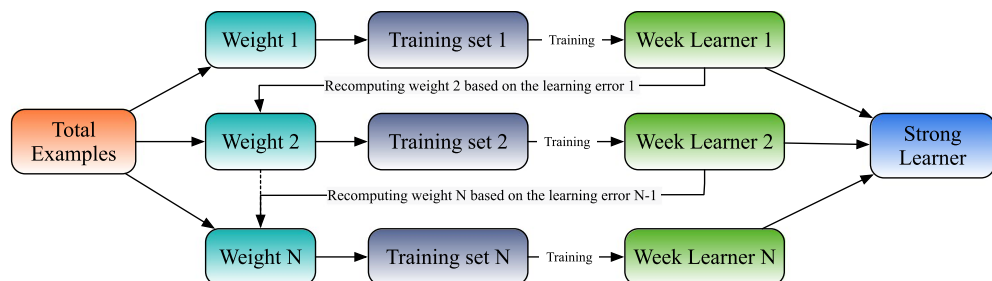 Weight 1
Training set 1
Training
Week Learner 1
Recomputing weight 2 based on the learning error 1
Total
Examples
Weight 2
Training set 2
Training
Week Learner 2
Strong
Learner
Recomputing weight N based on the learning error N-1
Weight N
Training set N
Training
Week Learner N